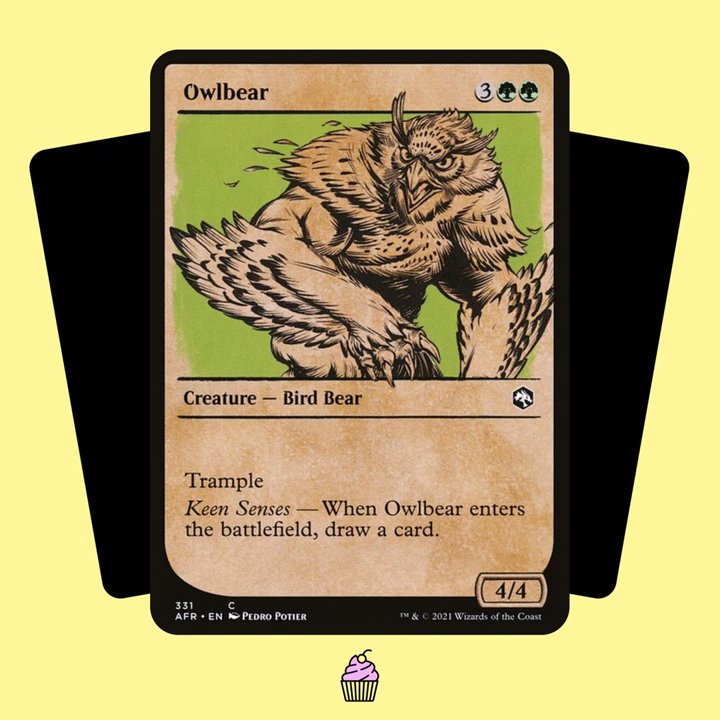 Owlbear 3
Creature — Bird Bear
Trample
Keen Senses — When Owlbear enters
the battlefield, draw a card.
4/4
331 C
AFR • EN PEDRO POTIER ™ & © 2021 Wizards of the Coast